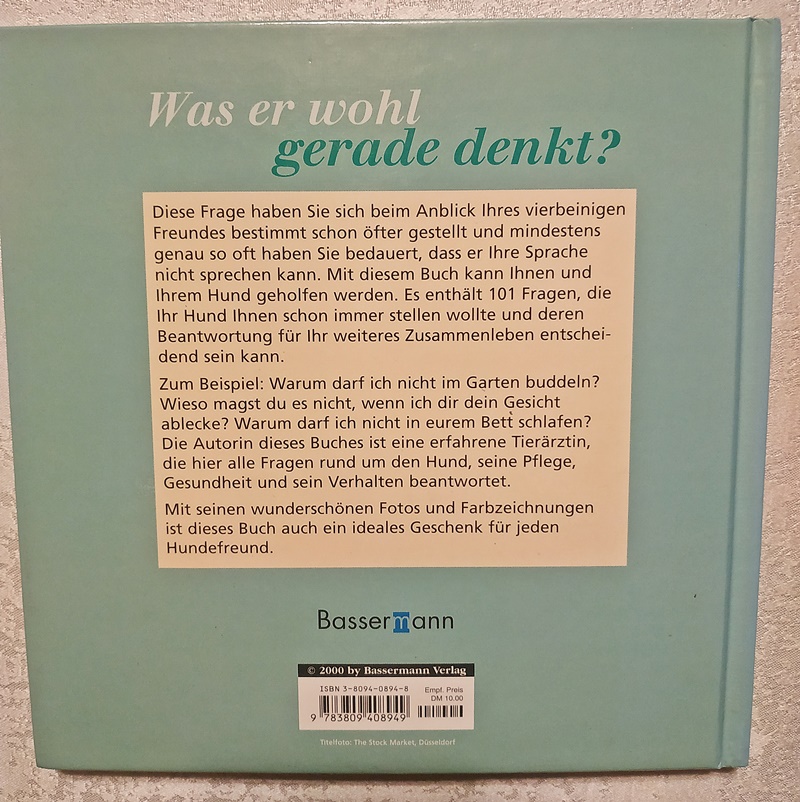 Was er wohl
gerade denkt?
Diese Frage haben Sie sich beim Anblick Ihres vierbeinigen
Freundes bestimmt schon öfter gestellt und mindestens
genau so oft haben Sie bedauert, dass er Ihre Sprache
nicht sprechen kann. Mit diesem Buch kann Ihnen und
Ihrem Hund geholfen werden. Es enthält 101 Fragen, die
Ihr Hund Ihnen schon immer stellen wollte und deren
Beantwortung für Ihr weiteres Zusammenleben entschei-
dend sein kann.
Zum Beispiel: Warum darf ich nicht im Garten buddeln?
Wieso magst du es nicht, wenn ich dir dein Gesicht
ablecke? Warum darf ich nicht in eurem Bett schlafen?
Die Autorin dieses Buches ist eine erfahrene Tierärztin,
die hier alle Fragen rund um den Hund, seine Pflege,
Gesundheit und sein Verhalten beantwortet.
Mit seinen wunderschönen Fotos und Farbzeichnungen
ist dieses Buch auch ein ideales Geschenk für jeden
Hundefreund.
Bassermann
© 2000 by Bassermann Verlag
ISBN 3-8094-0894-8
Empf. Preis
DM 10.00
9 783809 408949
Titelfoto: The Stock Market, Düsseldorf